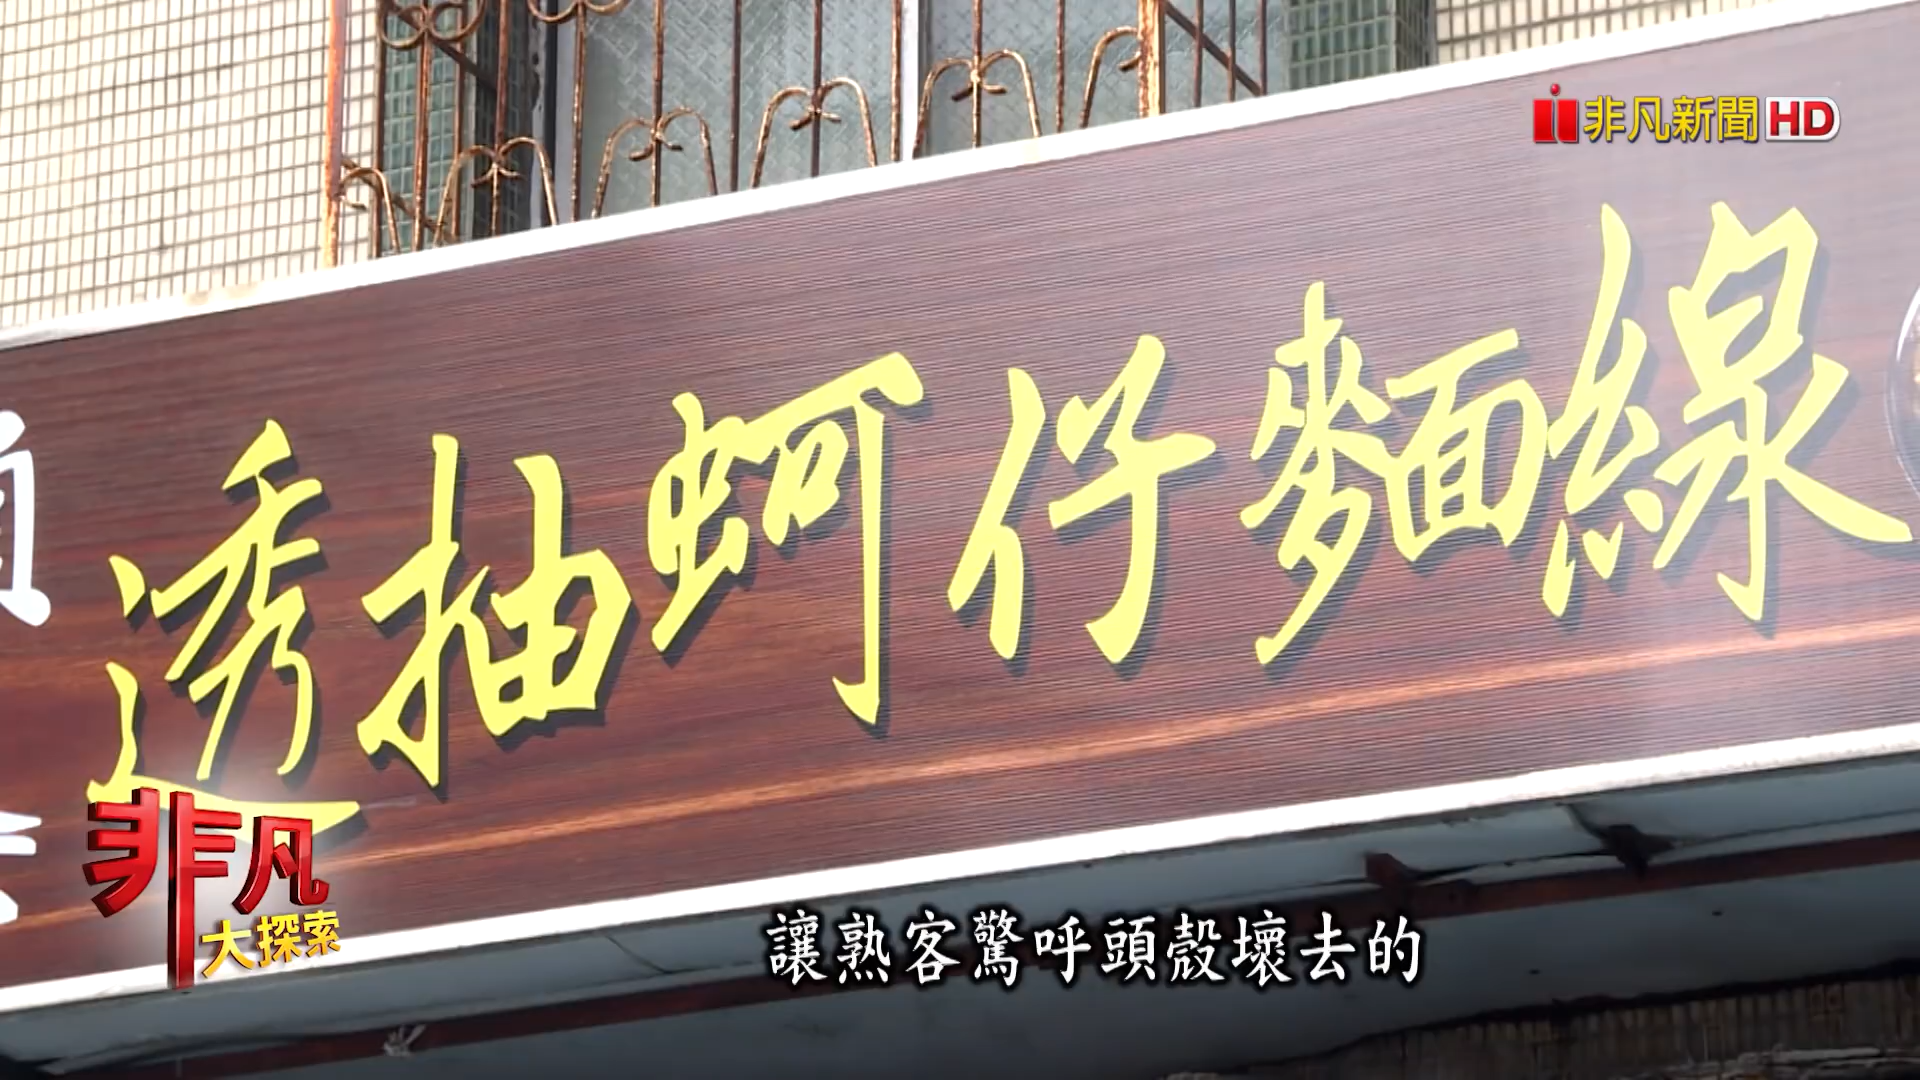 非凡新聞HD
透抽蚵仔麵線
非凡
大探索
讓熟客驚呼頭殼壞去的